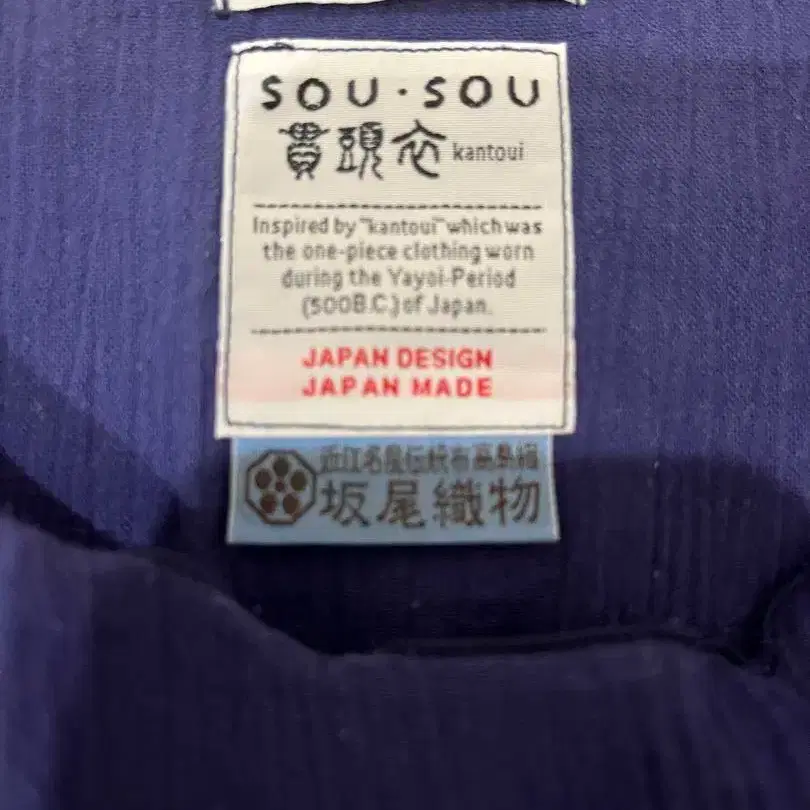 SOU・SOU
貫頭衣 kantoui
Inspired by "kantoui" which was
the one-piece clothing worn
during the Yayoi-Period
(500B.C.)of Japan.
JAPAN DESIGN
JAPAN MADE
近江名産伝統布高島縮
坂尾織物